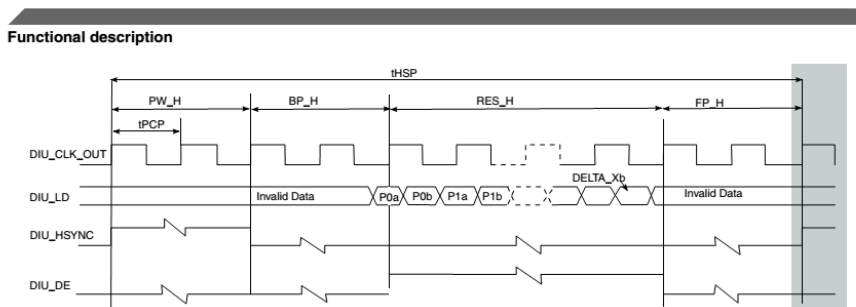 Functional description
tHSP
PW_H BP_H RES_H FP_H
tPCP
DIU_CLK_OUT
DELTA_Xb
DIU_LD Invalid Data P0a P0b P1a P1b Invalid Data
DIU_HSYNC
DIU_DE